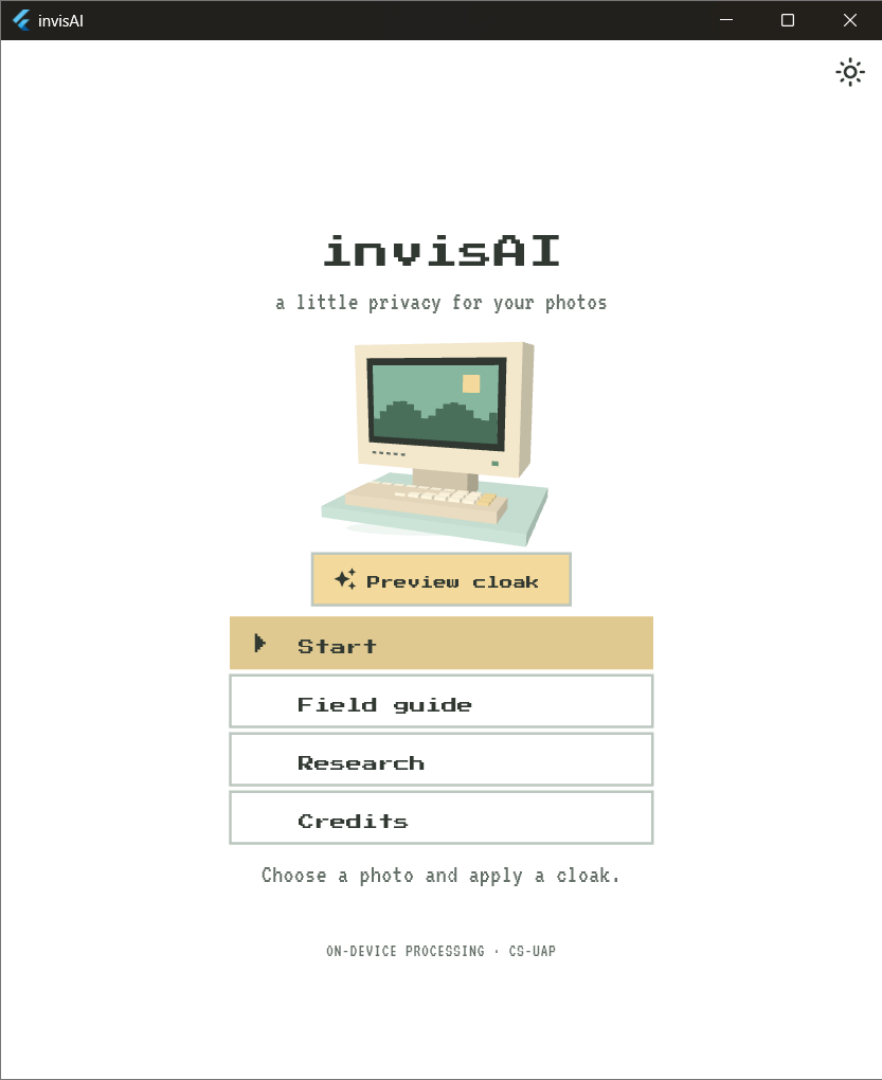 invisAI
invisAI
a little privacy for your photos
Preview cloak
Start
Field guide
Research
Credits
Choose a photo and apply a cloak.
ON-DEVICE PROCESSING · CS-UAP